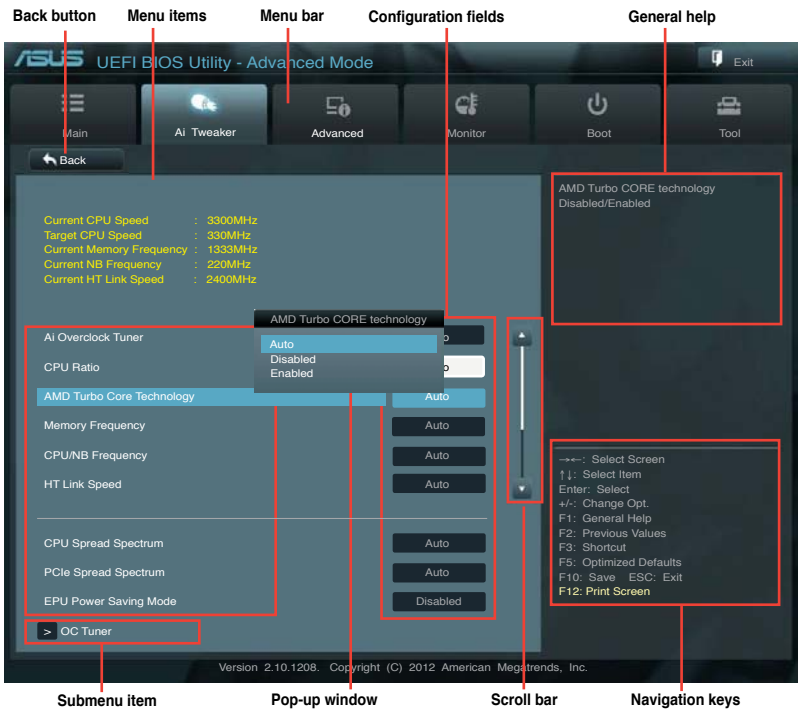 Back button Menu items Menu bar Configuration fields General help
ASUS UEFI BIOS Utility - Advanced Mode Exit
Main Ai Tweaker Advanced Monitor Boot Tool
Back
AMD Turbo CORE technology
Disabled/Enabled
Current CPU Speed : 3300MHz
Target CPU Speed : 330MHz
Current Memory Frequency : 1333MHz
Current NB Frequency : 220MHz
Current HT Link Speed : 2400MHz
AMD Turbo CORE technology
Auto
Disabled
Enabled
Ai Overclock Tuner
CPU Ratio
AMD Turbo Core Technology Auto
Memory Frequency Auto
CPU/NB Frequency Auto
HT Link Speed Auto
CPU Spread Spectrum Auto
PCIe Spread Spectrum Auto
EPU Power Saving Mode Disabled
> OC Tuner
→←: Select Screen
↑↓: Select Item
Enter: Select
+/-: Change Opt.
F1: General Help
F2: Previous Values
F3: Shortcut
F5: Optimized Defaults
F10: Save ESC: Exit
F12: Print Screen
Version 2.10.1208. Copyright (C) 2012 American Megatrends, Inc.
Submenu item Pop-up window Scroll bar Navigation keys